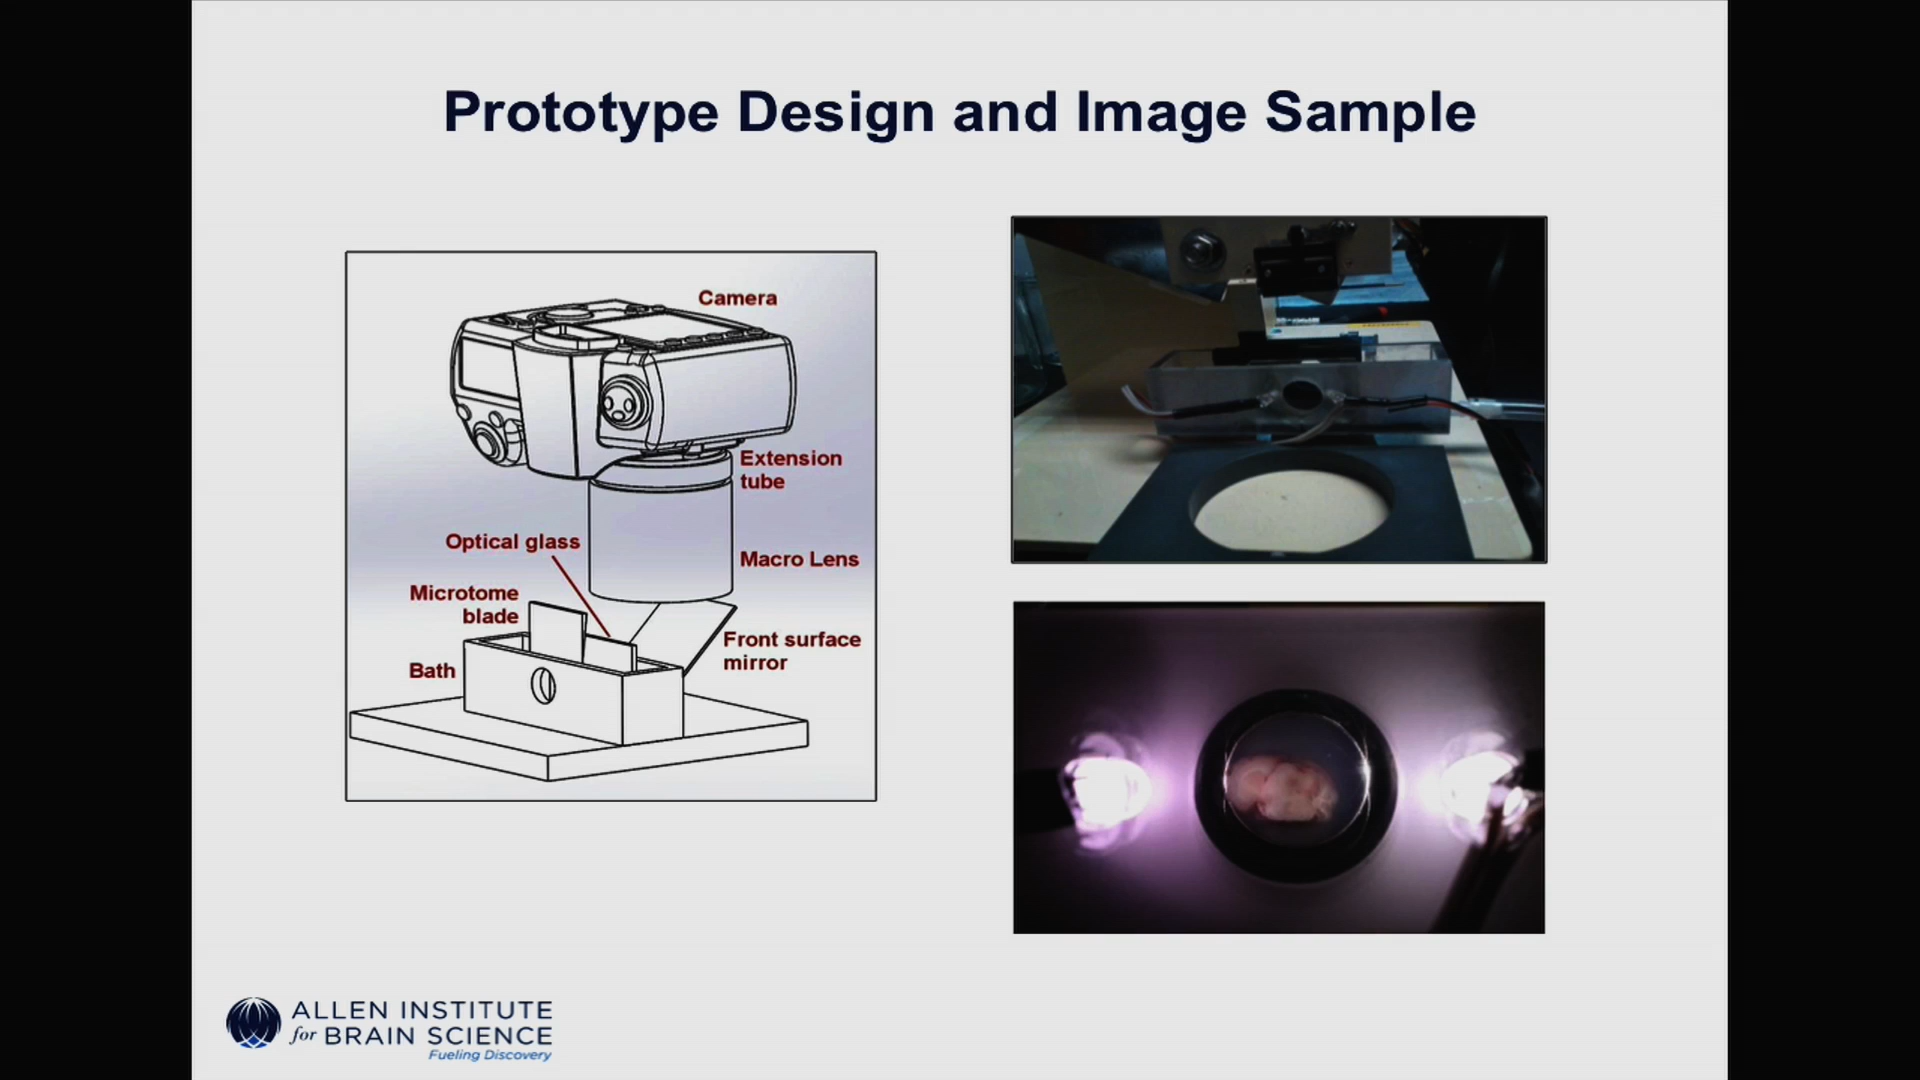 Prototype Design and Image Sample
Camera
Extension
tube
Optical glass
Macro Lens
Microtome
blade
Front surface
mirror
Bath
ALLEN INSTITUTE
for BRAIN SCIENCE
Fueling Discovery